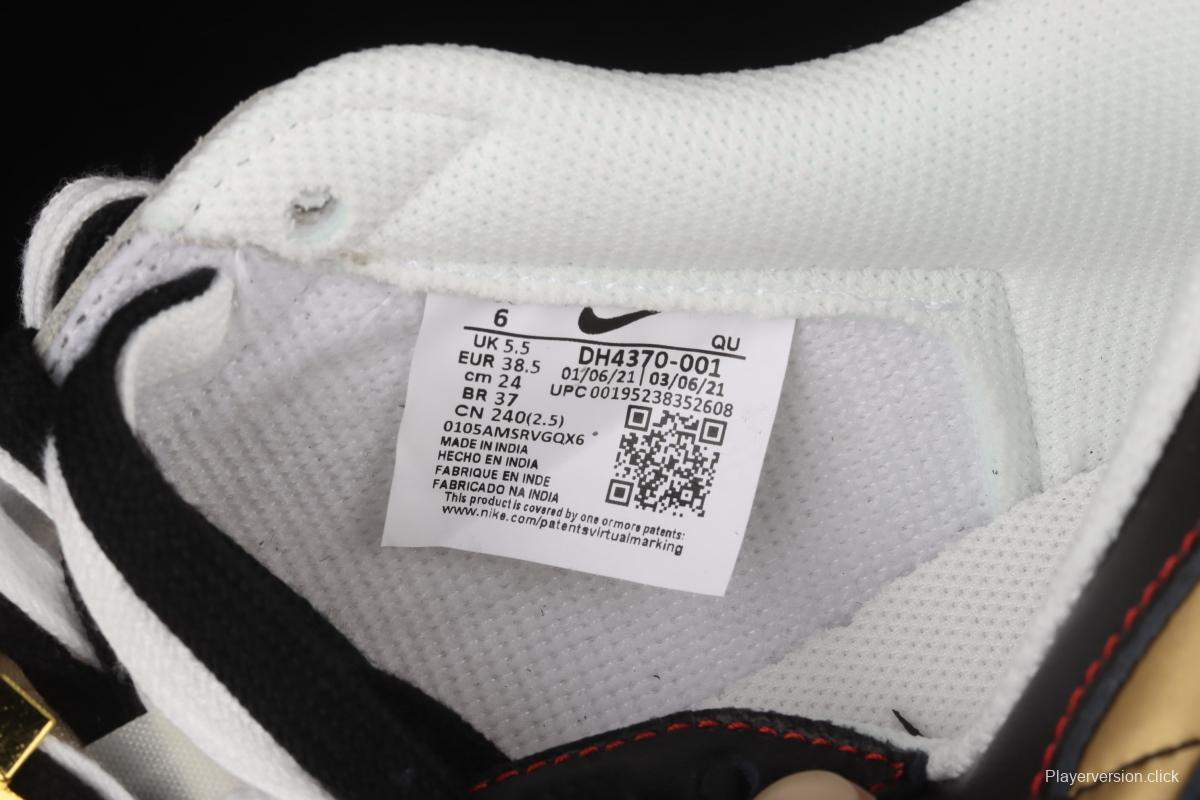 6
QU
UK 5.5
EUR 38.5
cm 24
BR 37
CN 240(2.5)
DH4370-001
01/06/21 | 03/06/21
UPC 00195238352608
0105AMSRVGQX6
MADE IN INDIA
HECHO EN INDIA
FABRIQUE EN INDE
FABRICADO NA INDIA
This product is covered by one or more patents:
www.nike.com/patentsvirtualmarking
Playerversion.click